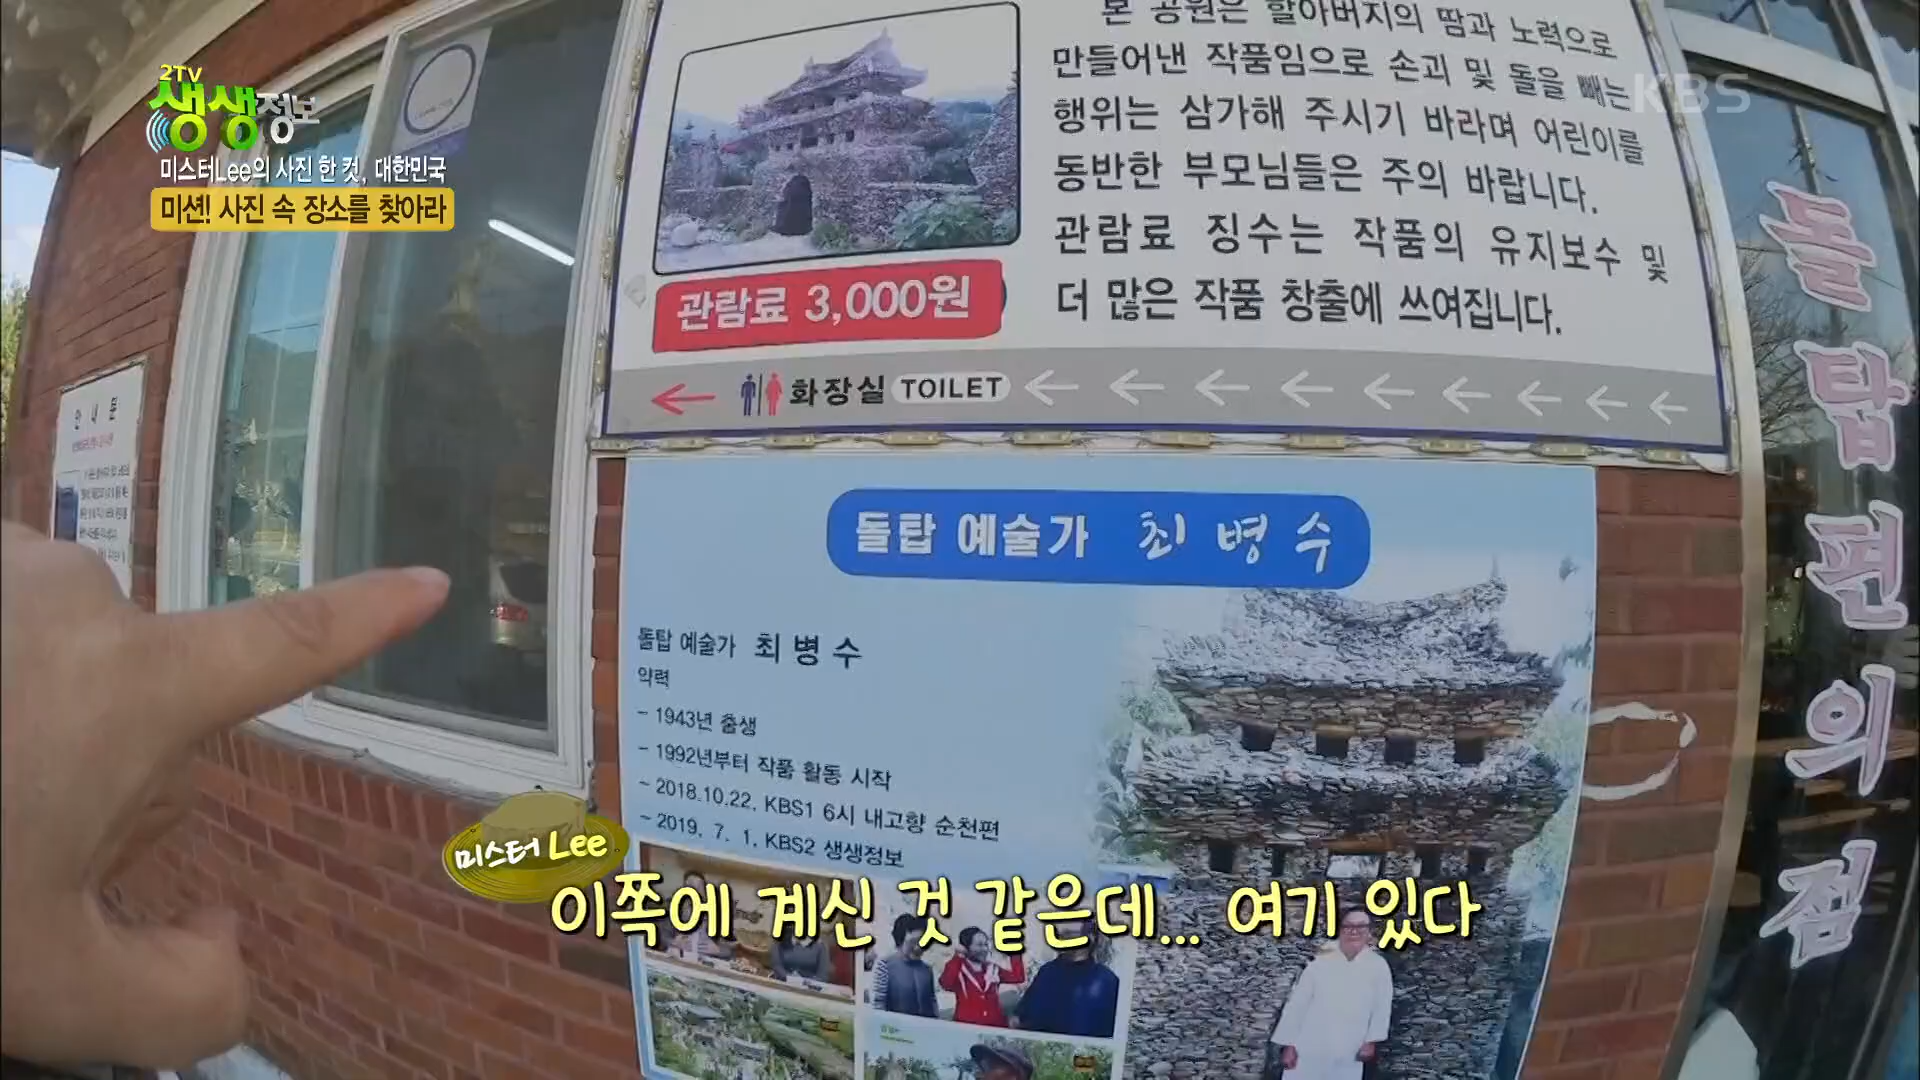 2TV
생생정보
미스터Lee의 사진 한 컷, 대한민국
미션! 사진 속 장소를 찾아라
KBS
본 공원은 할아버지의 땀과 노력으로
만들어낸 작품임으로 손괴 및 돌을 빼는
행위는 삼가해 주시기 바라며 어린이를
동반한 부모님들은 주의 바랍니다.
관람료 징수는 작품의 유지보수 및
더 많은 작품 창출에 쓰여집니다.
관람료 3,000원
화장실 TOILET
안내문
돌탑 예술가 최병수
돌탑 예술가 최병수
약력
- 1943년 출생
- 1992년부터 작품 활동 시작
- 2018.10.22. KBS1 6시 내고향 순천편
- 2019. 7. 1. KBS2 생생정보
돌탑편의점
미스터 Lee
이쪽에 계신 것 같은데... 여기 있다